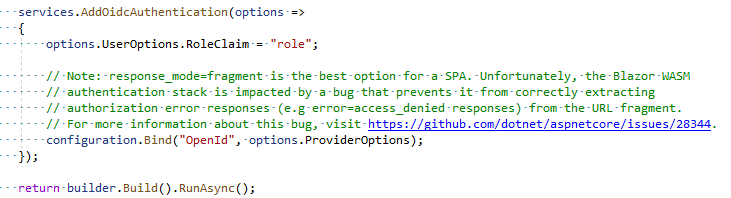 services.AddOidcAuthentication(options =>
{
options.UserOptions.RoleClaim = "role";
// Note: response_mode=fragment is the best option for a SPA. Unfortunately, the Blazor WASM
// authentication stack is impacted by a bug that prevents it from correctly extracting
// authorization error responses (e.g error=access_denied responses) from the URL fragment.
// For more information about this bug, visit https://github.com/dotnet/aspnetcore/issues/28344.
configuration.Bind("OpenId", options.ProviderOptions);
});
return builder.Build().RunAsync();